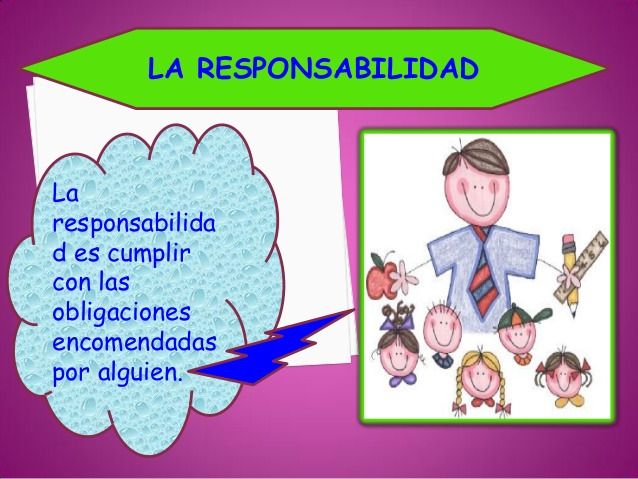 LA RESPONSABILIDAD
La
responsabilida
d es cumplir
con las
obligaciones
encomendadas
por alguien.